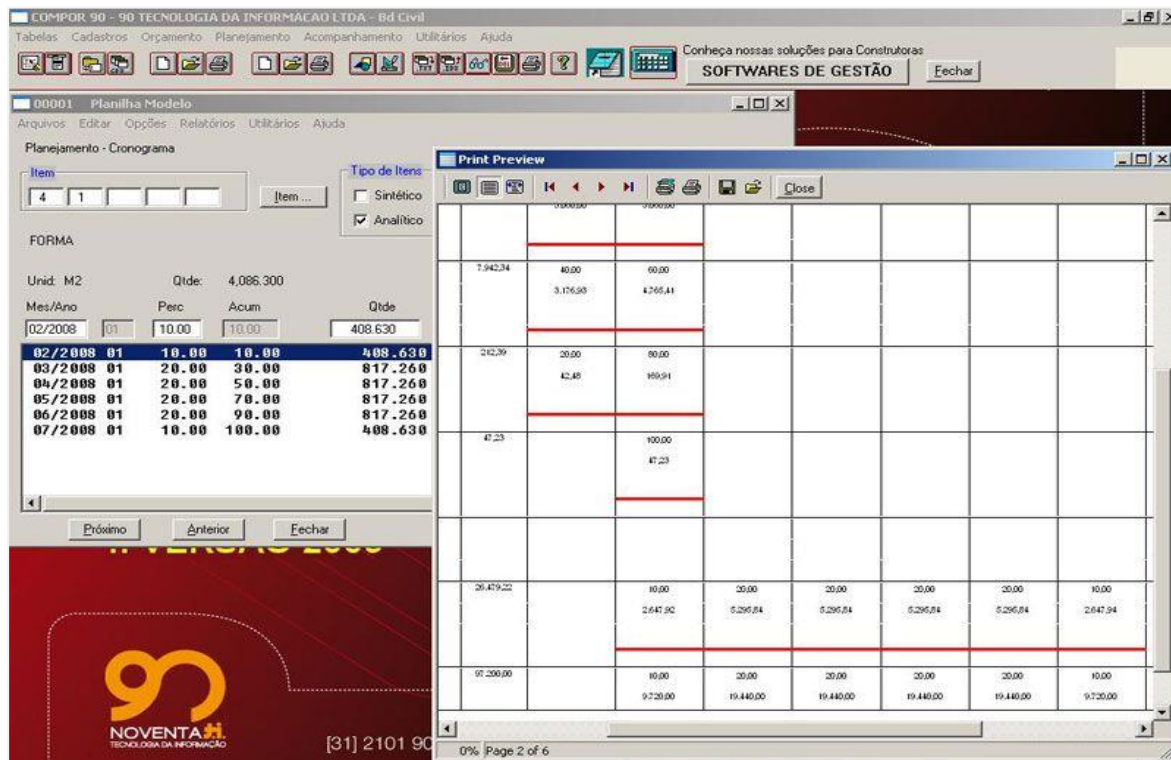 COMPOR 90 - 90 TECNOLOGIA DA INFORMACAO LTDA - Bd Civil
Tabelas Cadastros Orçamento Planejamento Acompanhamento Utilitários Ajuda
Conheça nossas soluções para Construtoras
SOFTWARES DE GESTÃO Fechar
00001 Planilha Modelo
Arquivos Editar Opções Relatórios Utilitários Ajuda
Planejamento - Cronograma
Item Tipo de Itens
4 1 Item ... Sintético
Analítico
FORMA
Unid: M2 Qtde: 4,086.300
Mes/Ano Perc Acum Qtde
02/2008 01 10.00 10.00 408.630
02/2008 01 10.00 10.00 408.630
03/2008 01 20.00 30.00 817.260
04/2008 01 20.00 50.00 817.260
05/2008 01 20.00 70.00 817.260
06/2008 01 20.00 90.00 817.260
07/2008 01 10.00 100.00 408.630
Próximo Anterior Fechar
NOVENTA ti.
TECNOLOGIA DA INFORMAÇÃO
[31] 2101 90
Print Preview
Close
7.942,34 40,00 60,00
3.176,93 4.765,41
212,39 20,00 80,00
42,48 169,91
47,23 100,00
47,23
26.479,22 10,00 20,00 20,00 20,00 20,00 10,00
2.647,92 5.295,84 5.295,84 5.295,84 5.295,84 2.647,94
97.200,00 10,00 20,00 20,00 20,00 20,00 10,00
9.720,00 19.440,00 19.440,00 19.440,00 19.440,00 9.720,00
0% Page 2 of 6